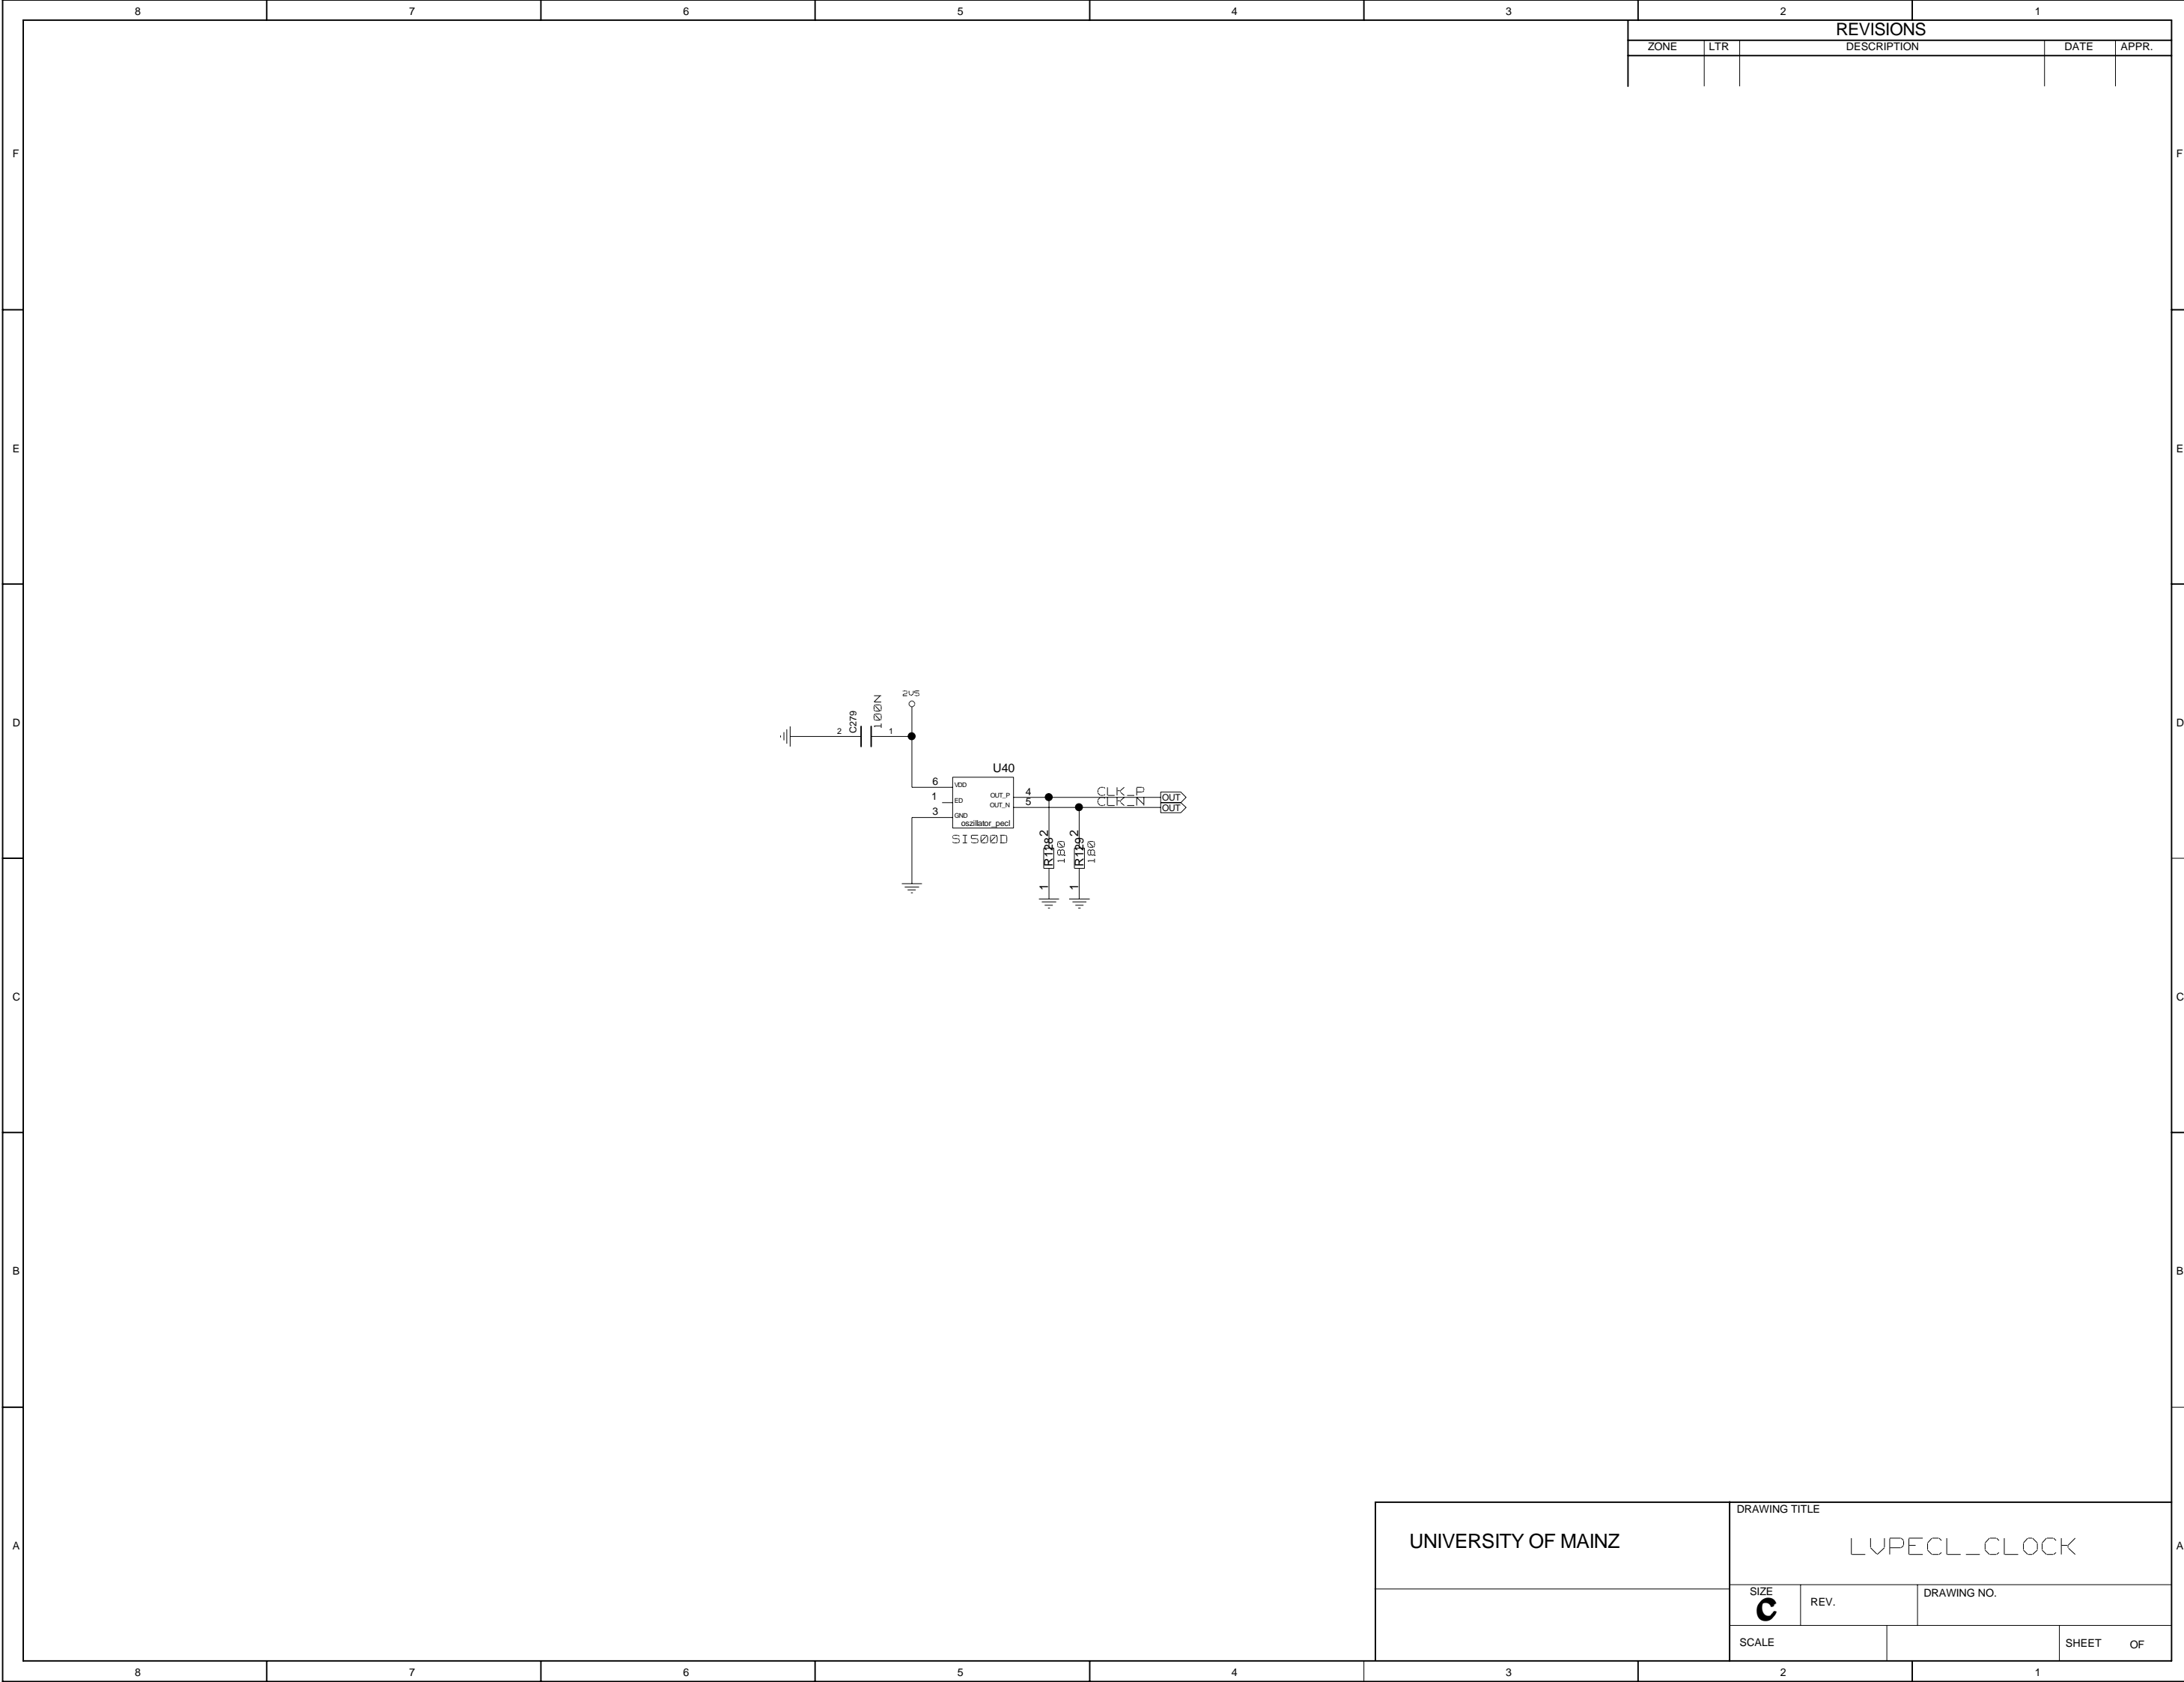 8 7 6 5 4 3 2 1
REVISIONS
ZONE LTR DESCRIPTION DATE APPR.
F F
E E
D D
C C
B B
A A
2V5
C279
100N
2 1
U40
6 VDD
1 ED
3 GND
OUT_P 4
OUT_N 5
oszillator_pecl
SI500D
CLK_P OUT
CLK_N OUT
2 R128 180 1
2 R129 180 1
UNIVERSITY OF MAINZ
DRAWING TITLE
LVPECL_CLOCK
SIZE
C
REV.
DRAWING NO.
SCALE
SHEET OF
8 7 6 5 4 3 2 1